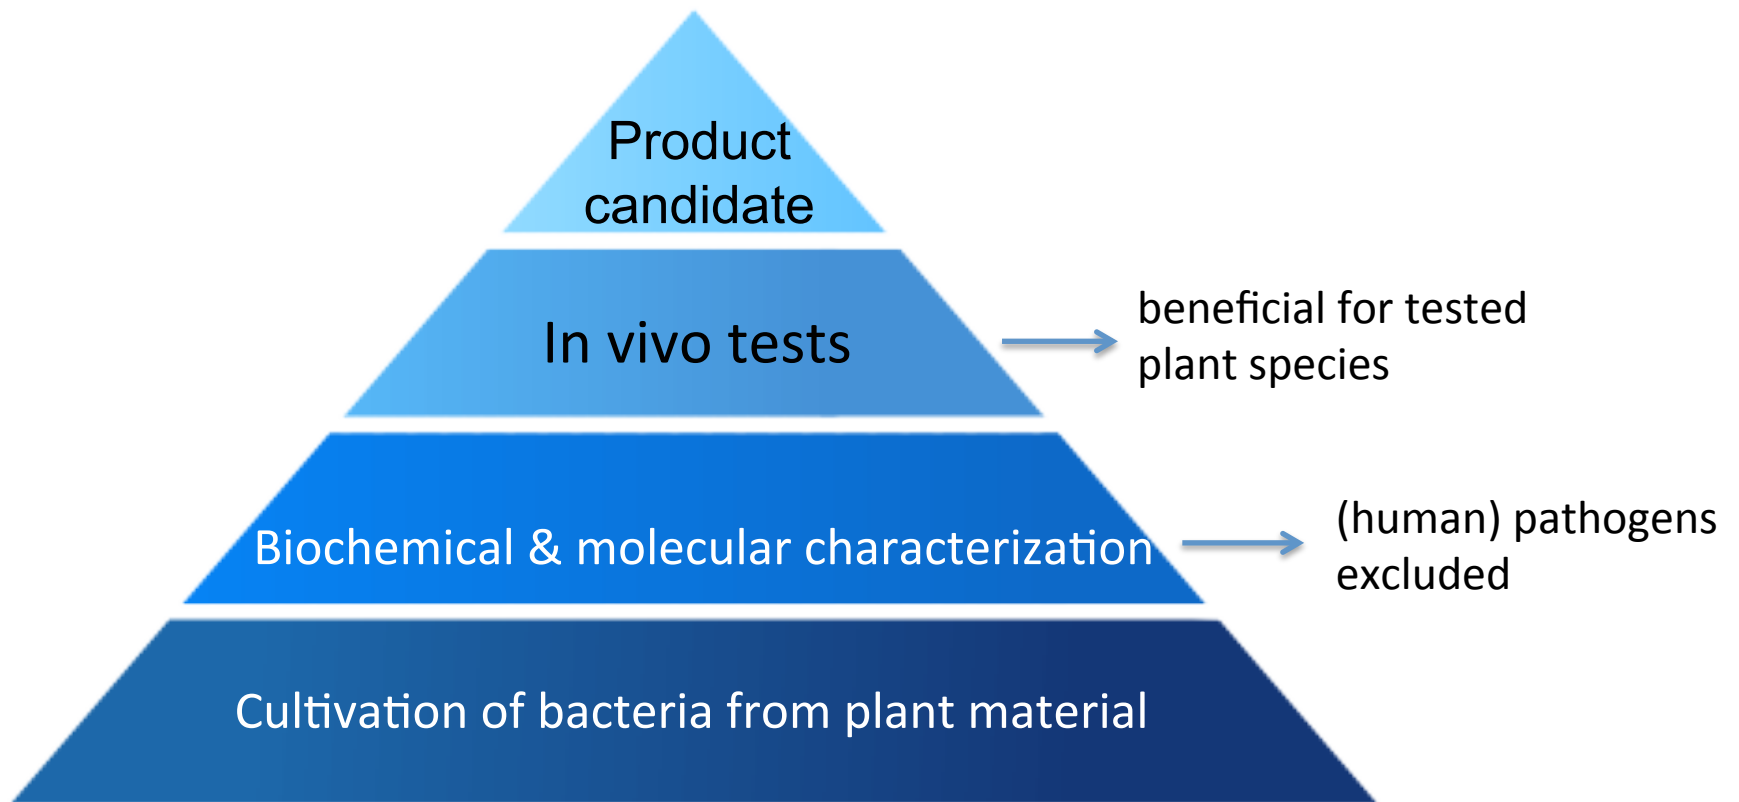 Product
candidate
In vivo tests
beneficial for tested
plant species
Biochemical & molecular characterization
(human) pathogens
excluded
Cultivation of bacteria from plant material